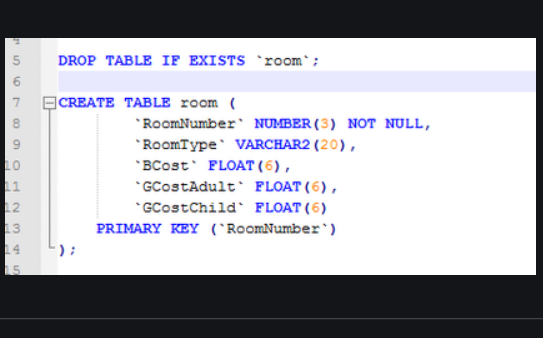 4
5 DROP TABLE IF EXISTS `room`;
6
7 CREATE TABLE room (
8 `RoomNumber` NUMBER(3) NOT NULL,
9 `RoomType` VARCHAR2(20),
10 `BCost` FLOAT(6),
11 `GCostAdult` FLOAT(6),
12 `GCostChild` FLOAT(6)
13 PRIMARY KEY (`RoomNumber`)
14 );
15